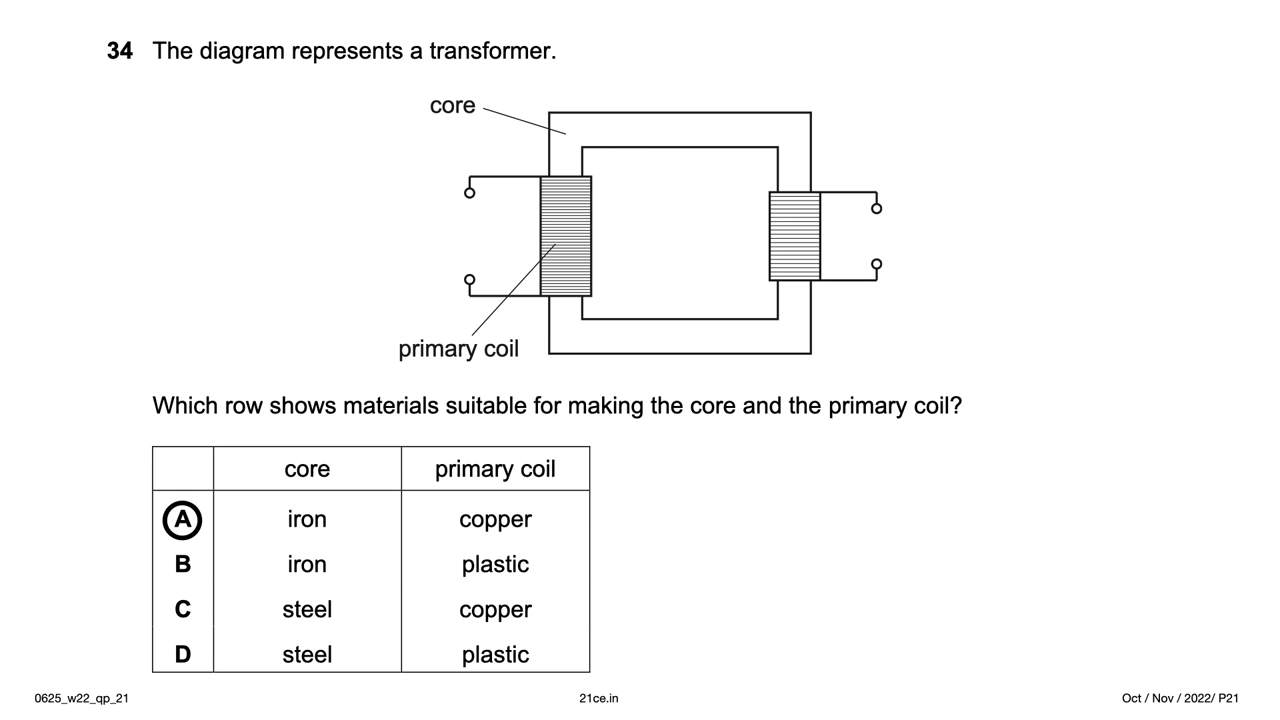 34 The diagram represents a transformer.
core
primary coil
Which row shows materials suitable for making the core and the primary coil?
core primary coil
A iron copper
B iron plastic
C steel copper
D steel plastic
0625_w22_qp_21 21ce.in Oct / Nov / 2022/ P21